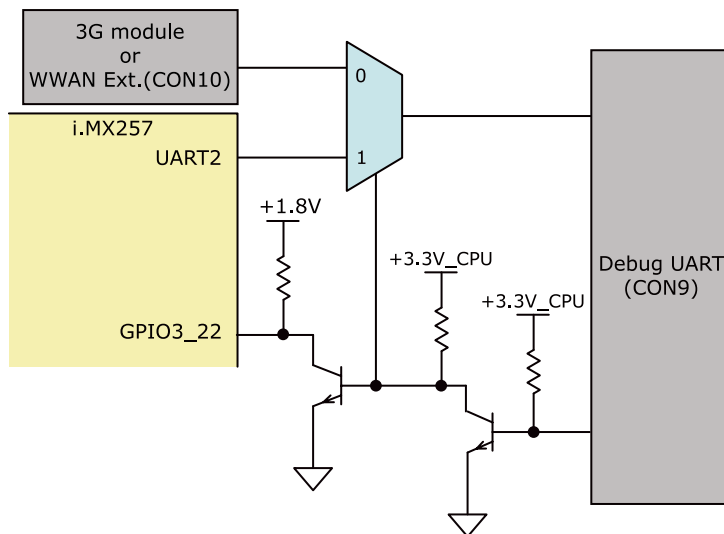 3G module
or
WWAN Ext.(CON10)
i.MX257
UART2
0
1
+1.8V
+3.3V_CPU
+3.3V_CPU
GPIO3_22
Debug UART
(CON9)